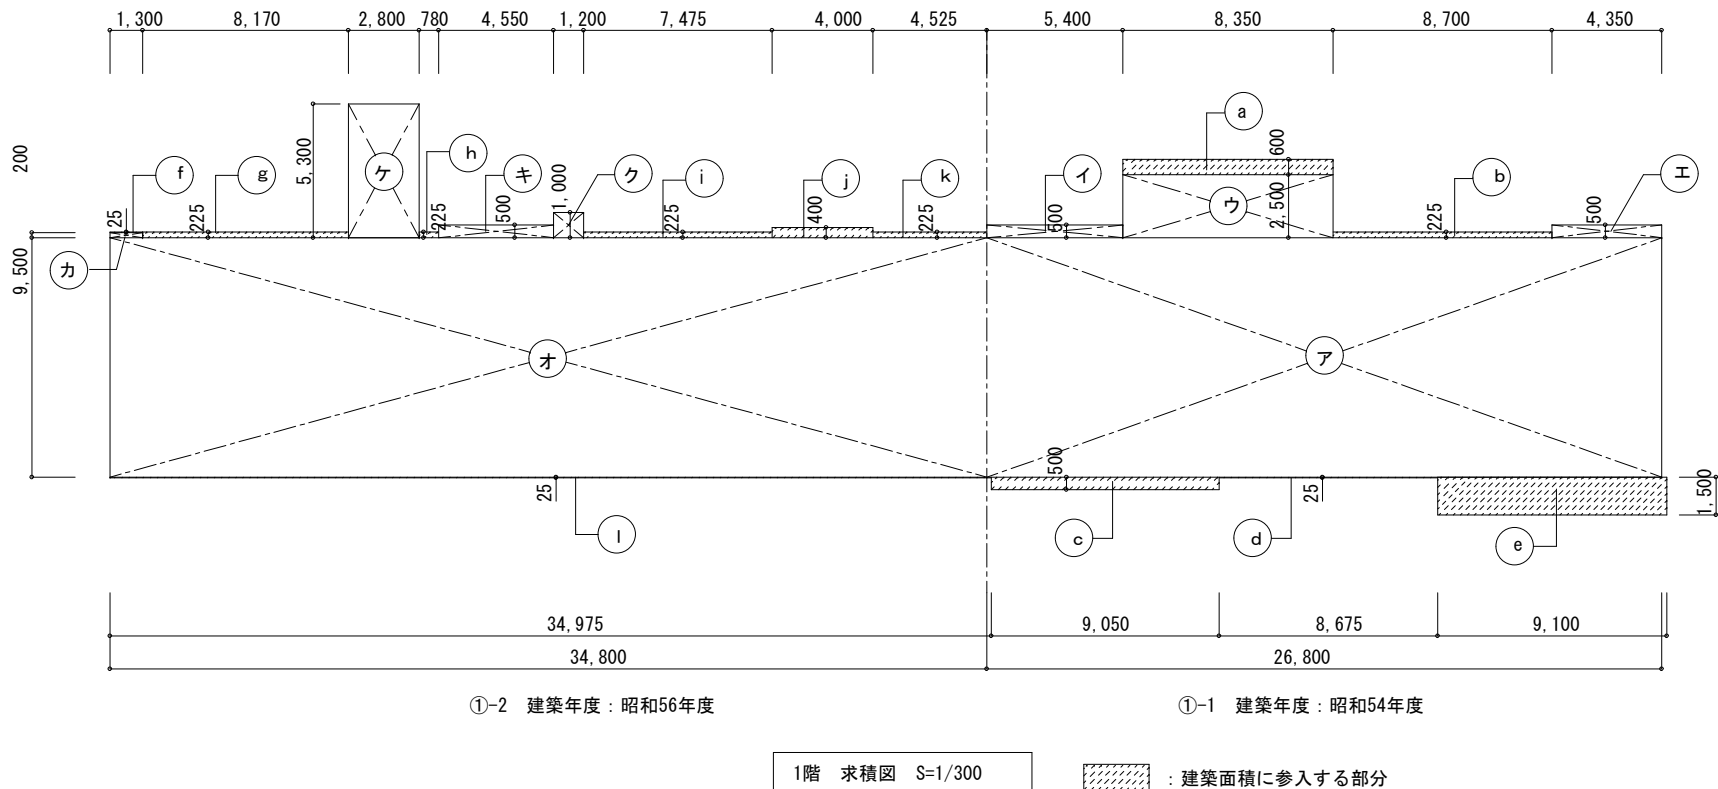 1,300 8,170 2,800 780 4,550 1,200 7,475 4,000 4,525 5,400 8,350 8,700 4,350
a
600
200
f
g
5,300
ケ
h
キ
1,000
ク
i
j
k
イ
2,500
ウ
b
エ
25
225
225
500
225
400
225
600
225
500
カ
9,500
オ
ア
25
l
500
c
25
d
e
1,500
34,975 9,050 8,675 9,100
34,800 26,800
①-2 建築年度：昭和56年度
①-1 建築年度：昭和54年度
1階 求積図 S=1/300
：建築面積に参入する部分